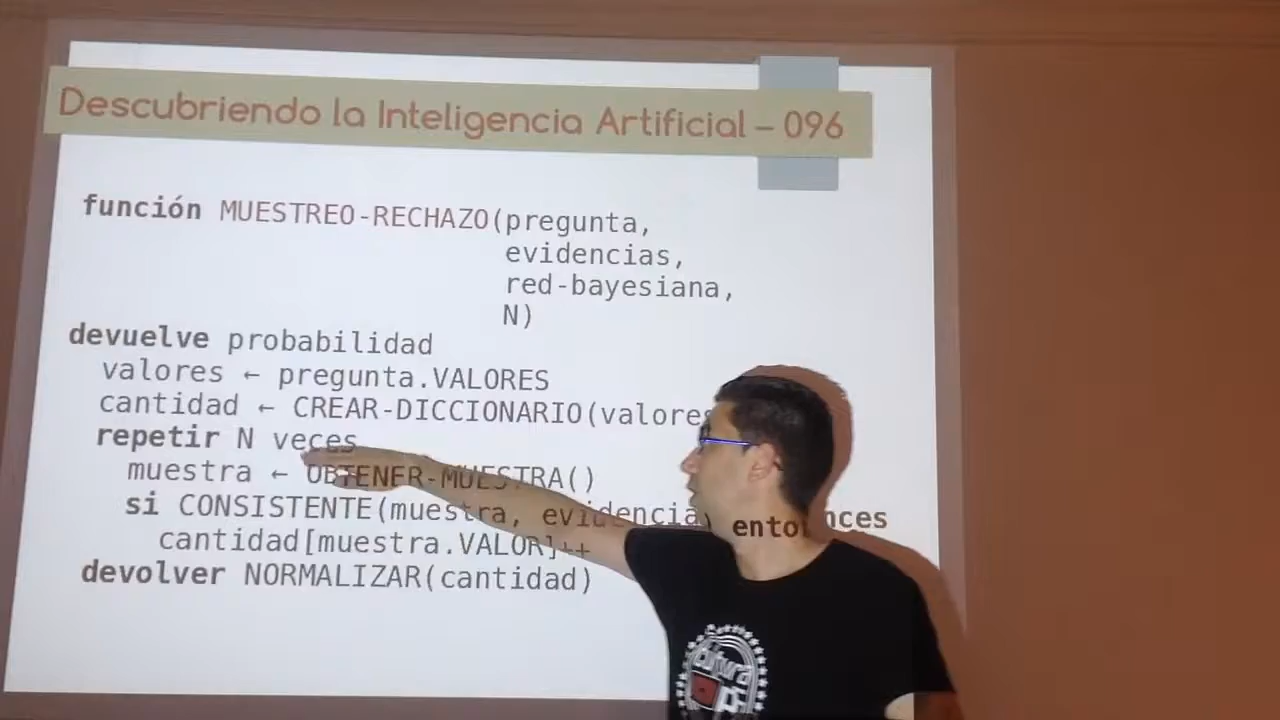 Descubriendo la Inteligencia Artificial – 096
función MUESTREO-RECHAZO(pregunta,
evidencias,
red-bayesiana,
N)
devuelve probabilidad
valores ← pregunta.VALORES
cantidad ← CREAR-DICCIONARIO(valores
repetir N veces
muestra ← OBTENER-MUESTRA()
si CONSISTENTE(muestra, evidencia) entonces
cantidad[muestra.VALOR]++
devolver NORMALIZAR(cantidad)
cultura